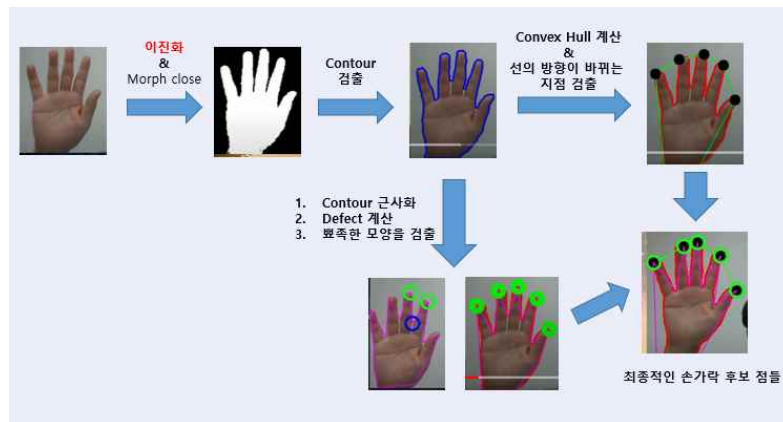 이진화
&
Morph close
Contour
검출
Convex Hull 계산
&
선의 방향이 바뀌는
지점 검출
1. Contour 근사화
2. Defect 계산
3. 뾰족한 모양을 검출
최종적인 손가락 후보 점들